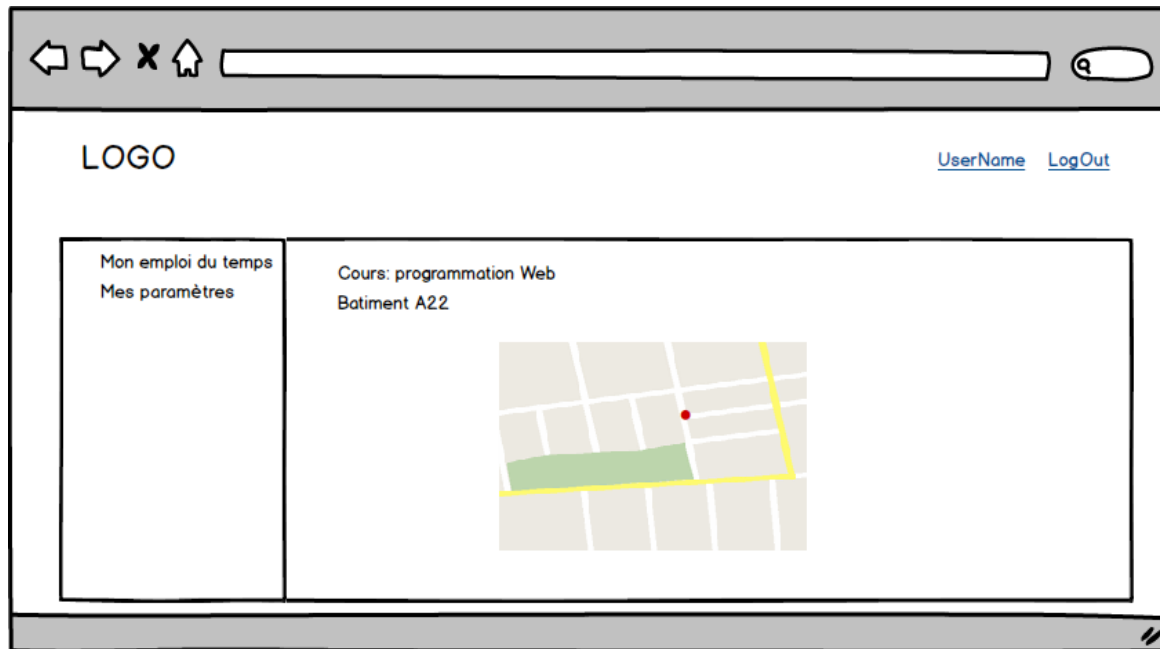 LOGO
UserName LogOut
Mon emploi du temps
Mes paramètres
Cours: programmation Web
Batiment A22